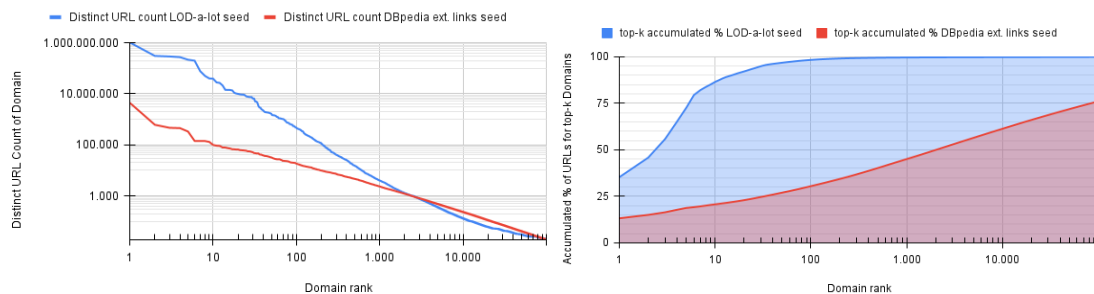 Distinct URL count LOD-a-lot seed
Distinct URL count DBpedia ext. links seed
Distinct URL Count of Domain
1.000.000.000
10.000.000
100.000
1.000
1
10
100
1.000
10.000
Domain rank
top-k accumulated % LOD-a-lot seed
top-k accumulated % DBpedia ext. links seed
Accumulated % of URLs for top-k Domains
100
75
50
25
0
1
10
100
1.000
10.000
Domain rank